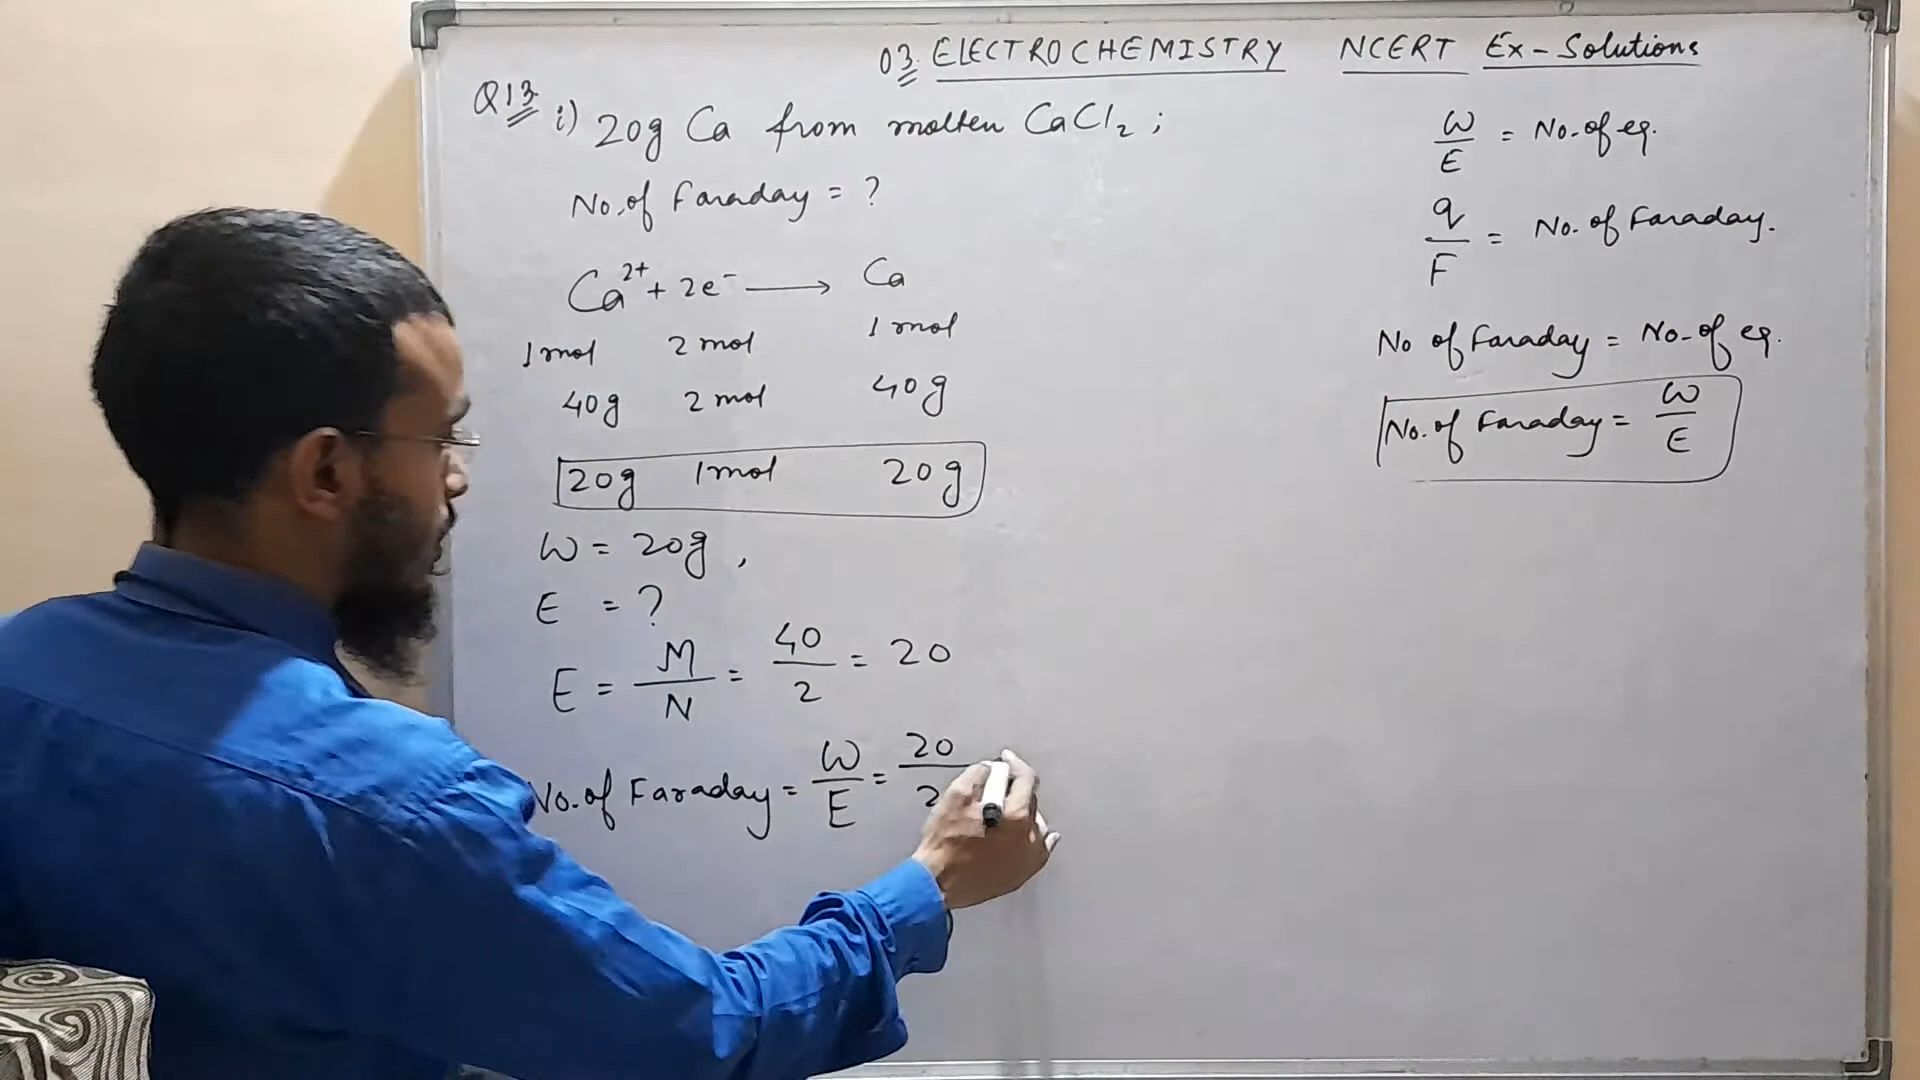 03. ELECTROCHEMISTRY NCERT Ex-Solutions
Q13 i) 20g Ca from molten CaCl₂ ;
No. of Faraday = ?
Ca²⁺ + 2e⁻ ⟶ Ca
1 mol 2 mol 1 mol
40g 2 mol 40g
20g 1mol 20g
W = 20g ,
E = ?
E = M/N = 40/2 = 20
No. of Faraday = W/E = 20/2
W/E = No. of eq.
q/F = No. of Faraday.
No of Faraday = No. of eq.
No. of Faraday = W/E